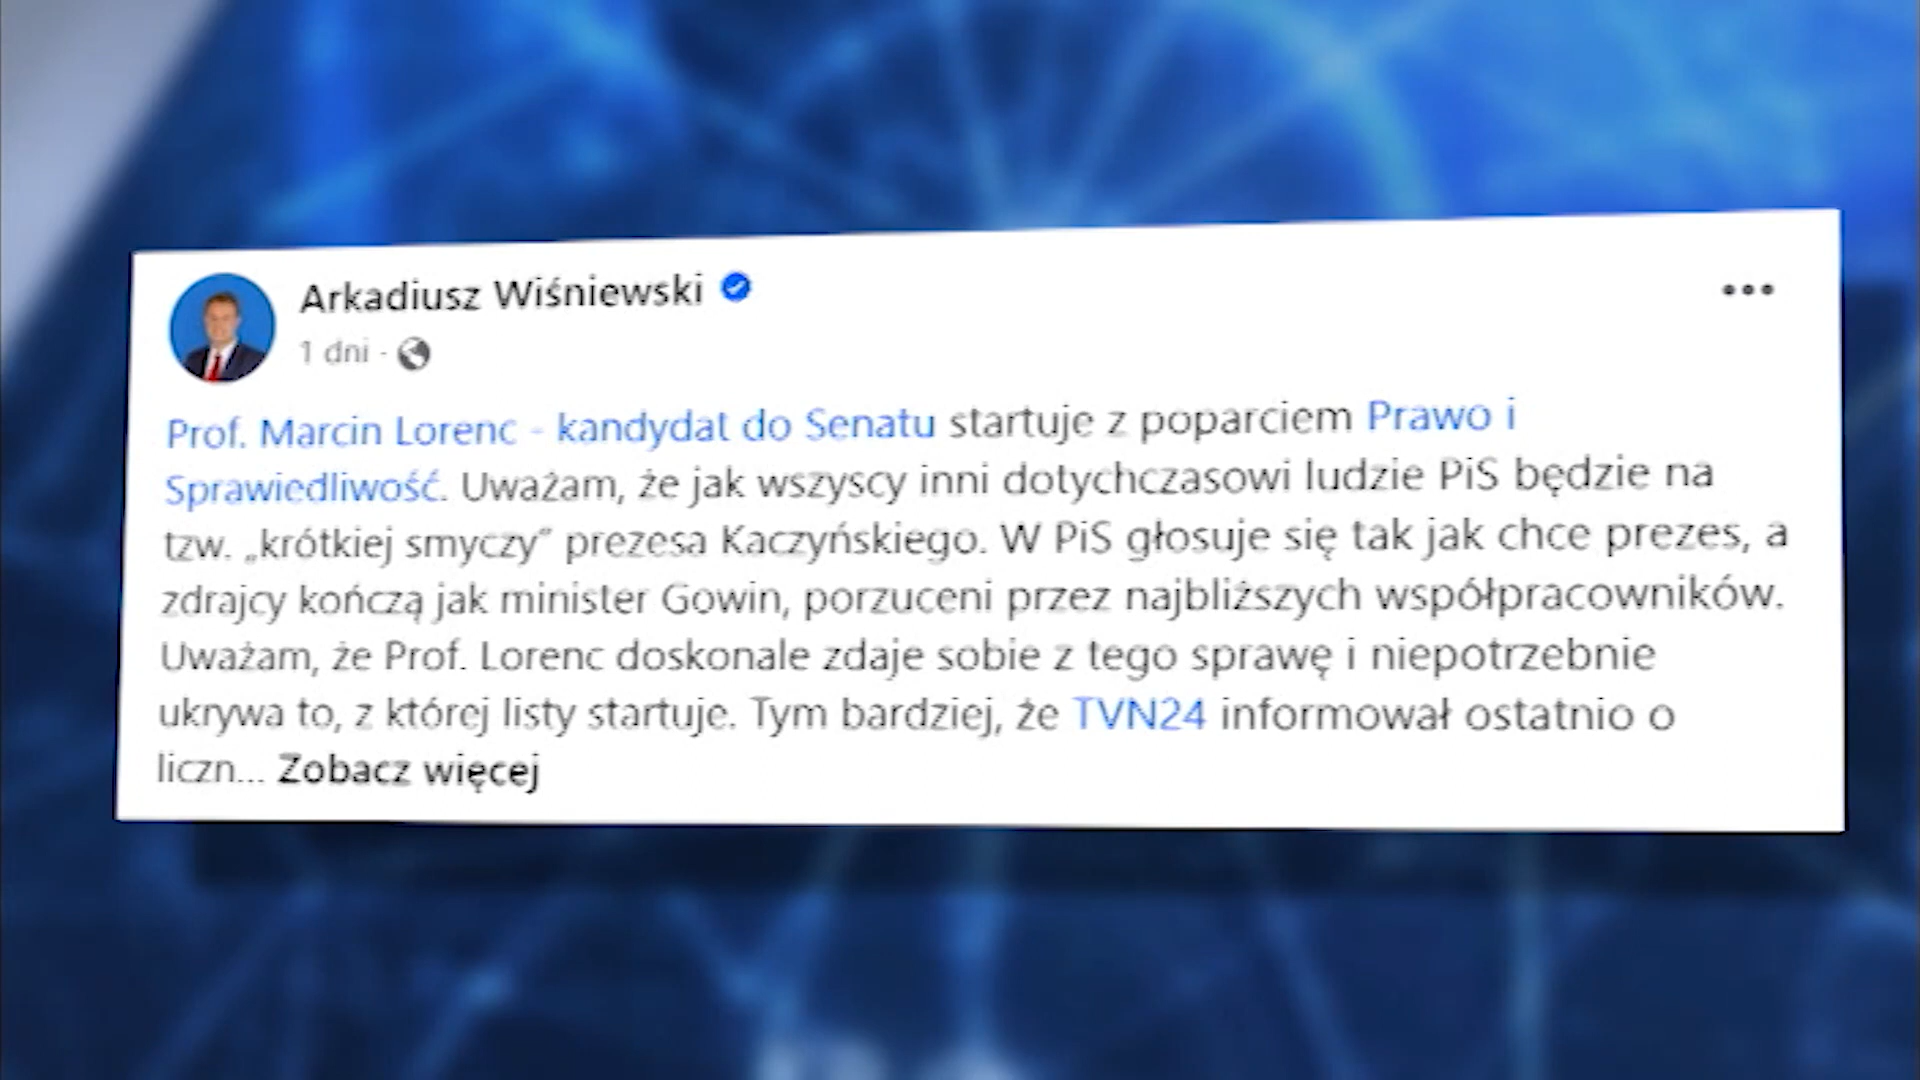 Arkadiusz Wiśniewski
1 dni ·
Prof. Marcin Lorenc - kandydat do Senatu startuje z poparciem Prawo i
Sprawiedliwość. Uważam, że jak wszyscy inni dotychczasowi ludzie PiS będzie na
tzw. „krótkiej smyczy" prezesa Kaczyńskiego. W PiS głosuje się tak jak chce prezes, a
zdrajcy kończą jak minister Gowin, porzuceni przez najbliższych współpracowników.
Uważam, że Prof. Lorenc doskonale zdaje sobie z tego sprawę i niepotrzebnie
ukrywa to, z której listy startuje. Tym bardziej, że TVN24 informował ostatnio o
liczn... Zobacz więcej